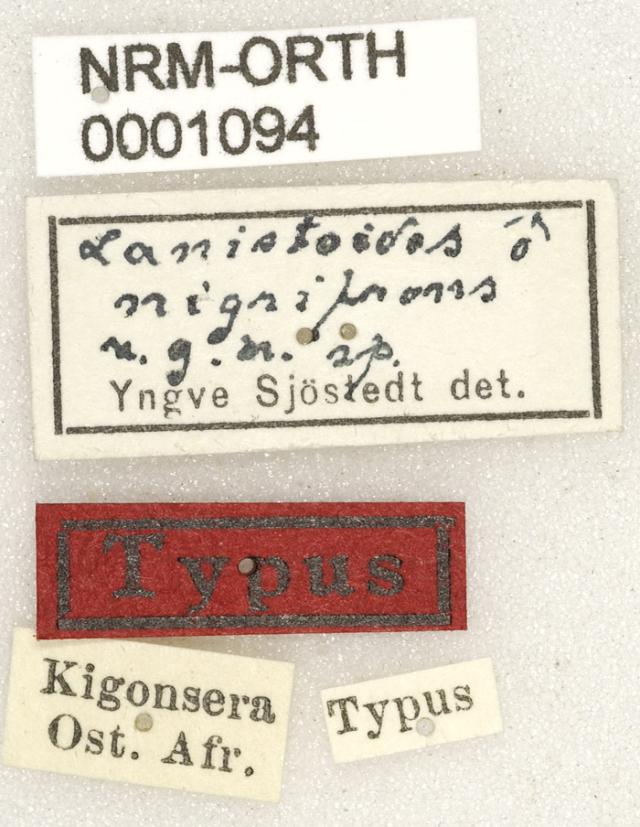 NRM-ORTH
0001094
Lanistoides ♂
nigrifrons
n. g. n. sp.
Yngve Sjöstedt det.
Typus
Kigonsera
Ost. Afr.
Typus